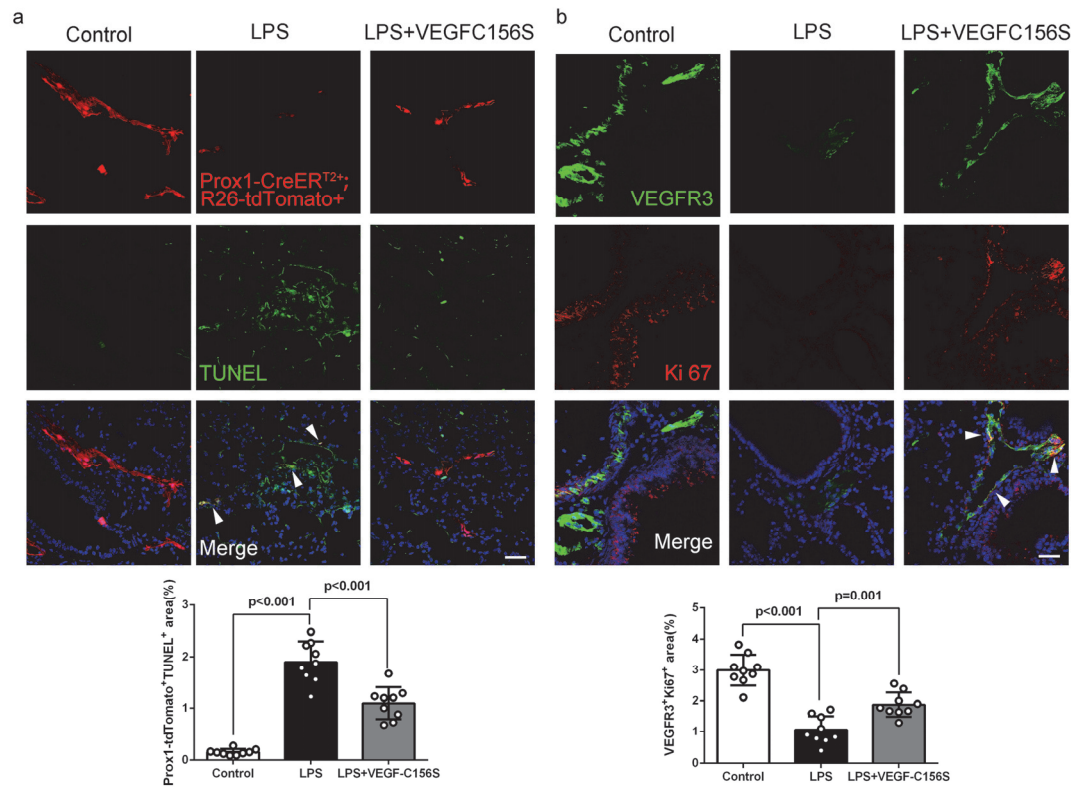 a
Control
LPS
LPS+VEGFC156S
Prox1-CreERᵀ²⁺;
R26-tdTomato+
TUNEL
Merge
Prox1-tdTomato⁺TUNEL⁺ area(%)
3
2
1
0
p<0.001
p<0.001
Control
LPS
LPS+VEGF-C156S
b
Control
LPS
LPS+VEGFC156S
VEGFR3
Ki 67
Merge
VEGFR3⁺Ki67⁺ area(%)
5
4
3
2
1
0
p<0.001
p=0.001
Control
LPS
LPS+VEGF-C156S